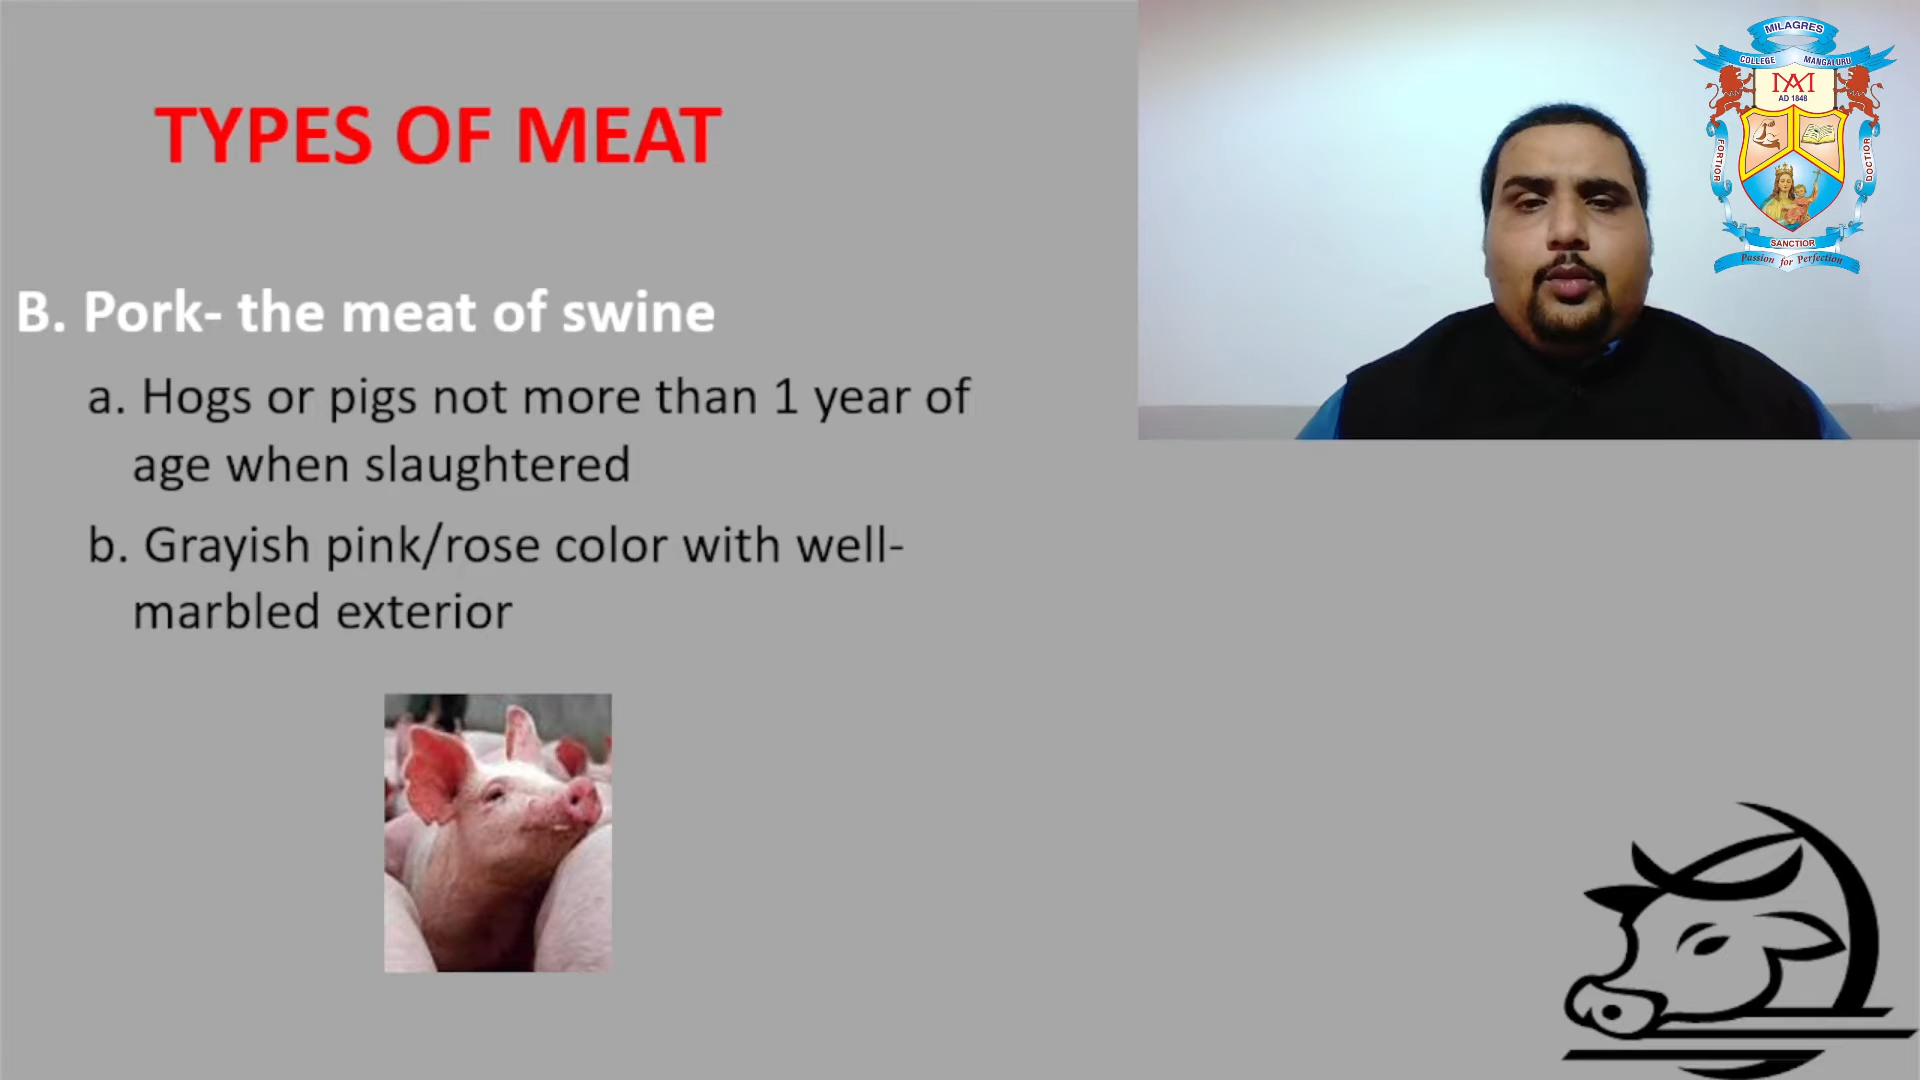 TYPES OF MEAT
B. Pork- the meat of swine
a. Hogs or pigs not more than 1 year of
age when slaughtered
b. Grayish pink/rose color with well-
marbled exterior
MILAGRES
COLLEGE MANGALURU
AD 1848
FORTIOR
DOCTIOR
SANCTIOR
Passion for Perfection